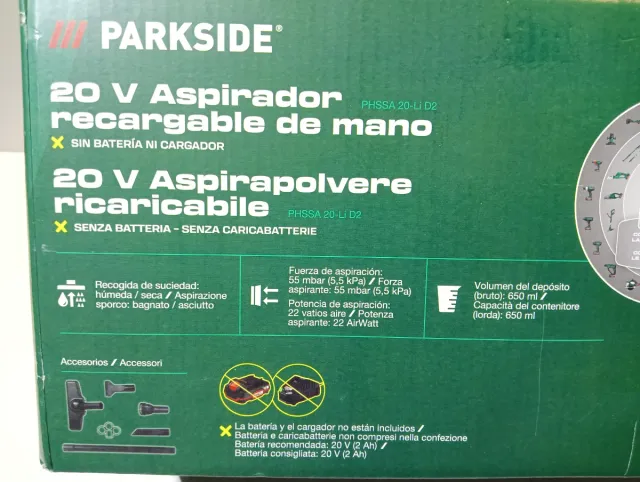 PARKSIDE®
20 V Aspirador PHSSA 20-Li D2
recargable de mano
SIN BATERÍA NI CARGADOR
20 V Aspirapolvere
ricaricabile PHSSA 20-Li D2
SENZA BATTERIA – SENZA CARICABATTERIE
Recogida de suciedad:
húmeda / seca / Aspirazione
sporco: bagnato / asciutto
Fuerza de aspiración:
55 mbar (5,5 kPa) / Forza
aspirante: 55 mbar (5,5 kPa)
Potencia de aspiración:
22 vatios aire / Potenza
aspirante: 22 AirWatt
Volumen del depósito
(bruto): 650 ml /
Capacità del contenitore
(lorda): 650 ml
Accesorios / Accessori
La batería y el cargador no están incluidos /
Batteria e caricabatterie non compresi nella confezione
Batería recomendada: 20 V (2 Ah) /
Batteria consigliata: 20 V (2 Ah)